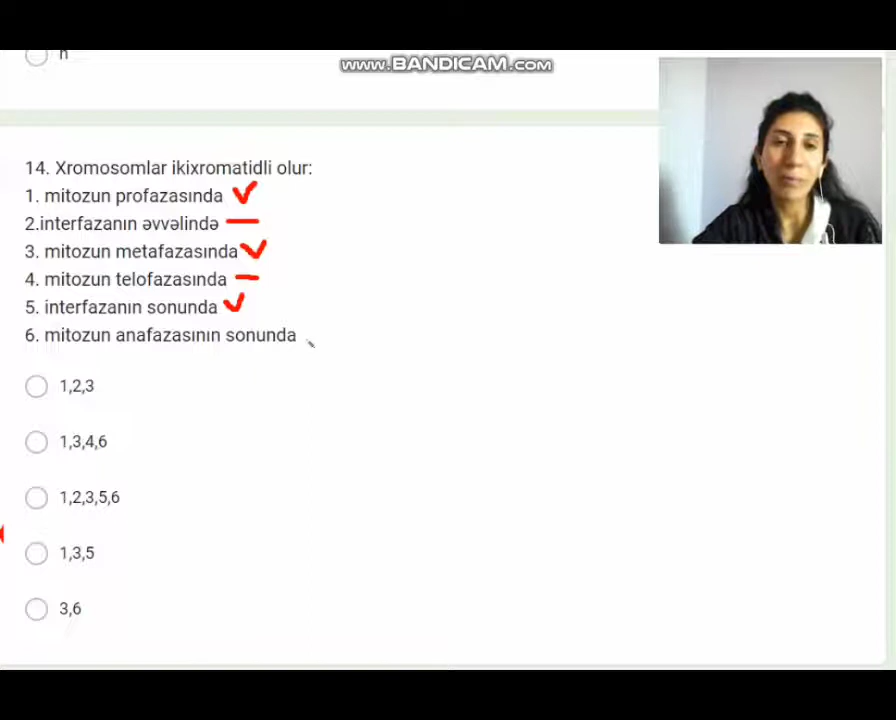 n
www.BANDICAM.com
14. Xromosomlar ikixromatidli olur:
1. mitozun profazasında
2.interfazanın əvvəlində
3. mitozun metafazasında
4. mitozun telofazasında
5. interfazanın sonunda
6. mitozun anafazasının sonunda
1,2,3
1,3,4,6
1,2,3,5,6
1,3,5
3,6